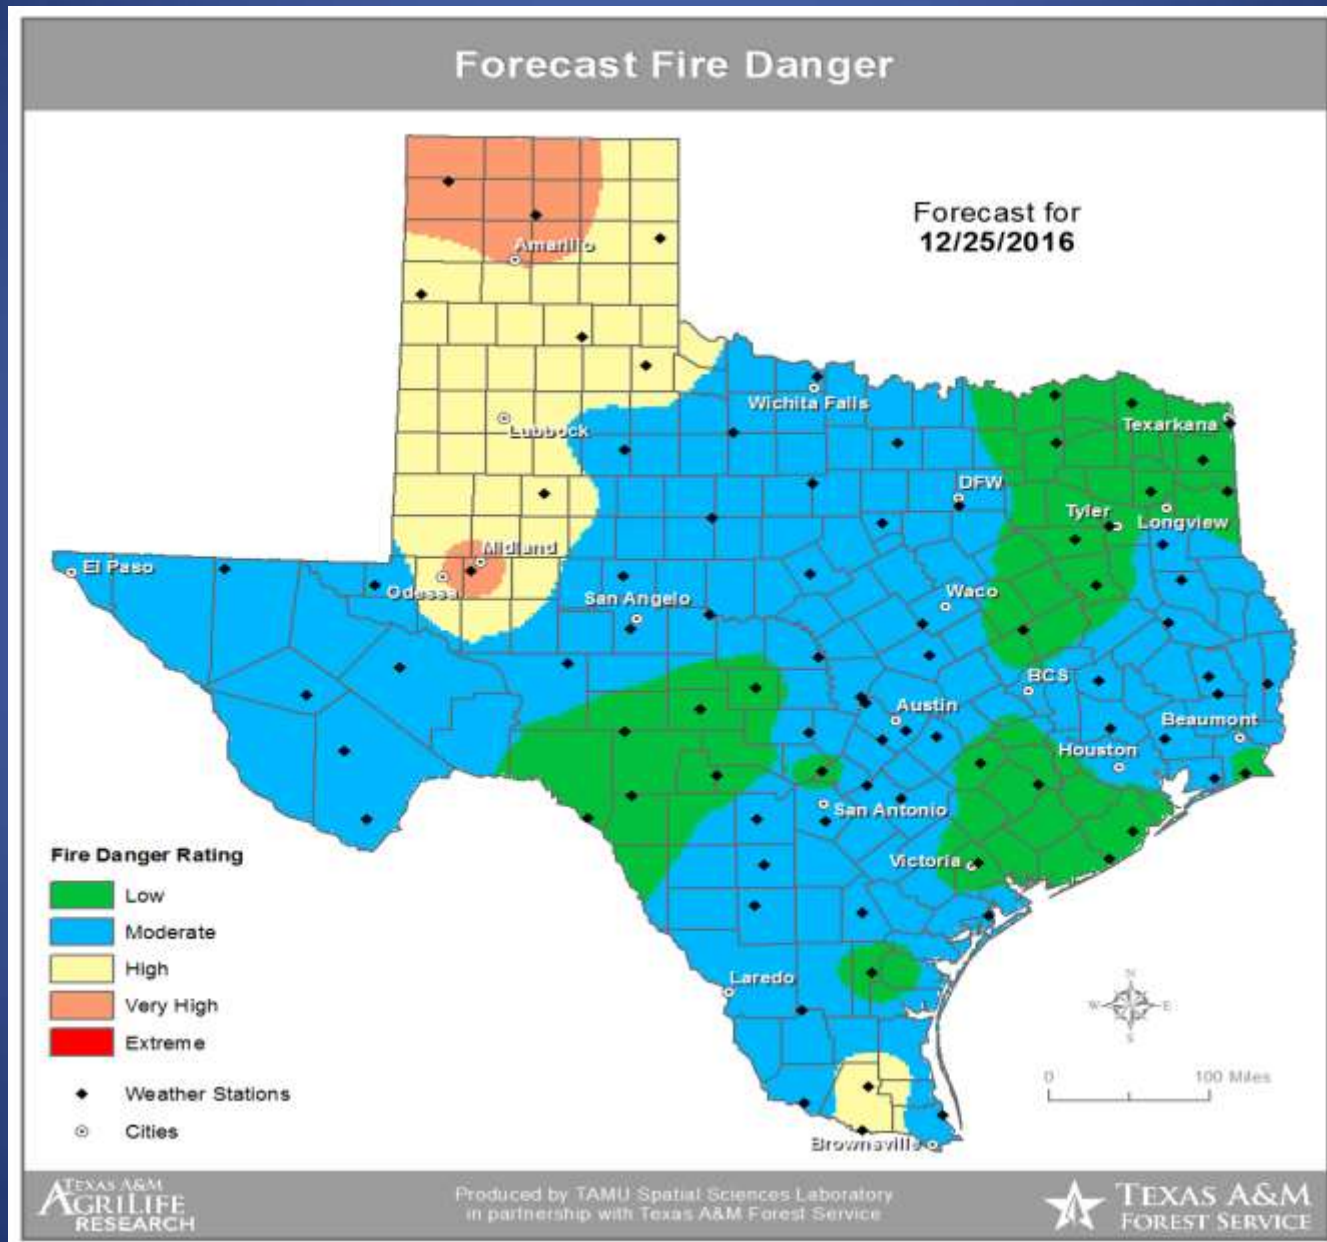 Forecast Fire Danger
Forecast for
12/25/2016
Amarillo
Lubbock
Wichita Falls
Texarkana
DFW
Tyler
Longview
Midland
Odessa
El Paso
San Angelo
Waco
BCS
Austin
Beaumont
Houston
San Antonio
Victoria
Laredo
Brownsville
Fire Danger Rating
Low
Moderate
High
Very High
Extreme
Weather Stations
Cities
N
W E
S
0 100 Miles
TEXAS A&M
AGRILIFE
RESEARCH
Produced by TAMU Spatial Sciences Laboratory
in partnership with Texas A&M Forest Service
TEXAS A&M
FOREST SERVICE